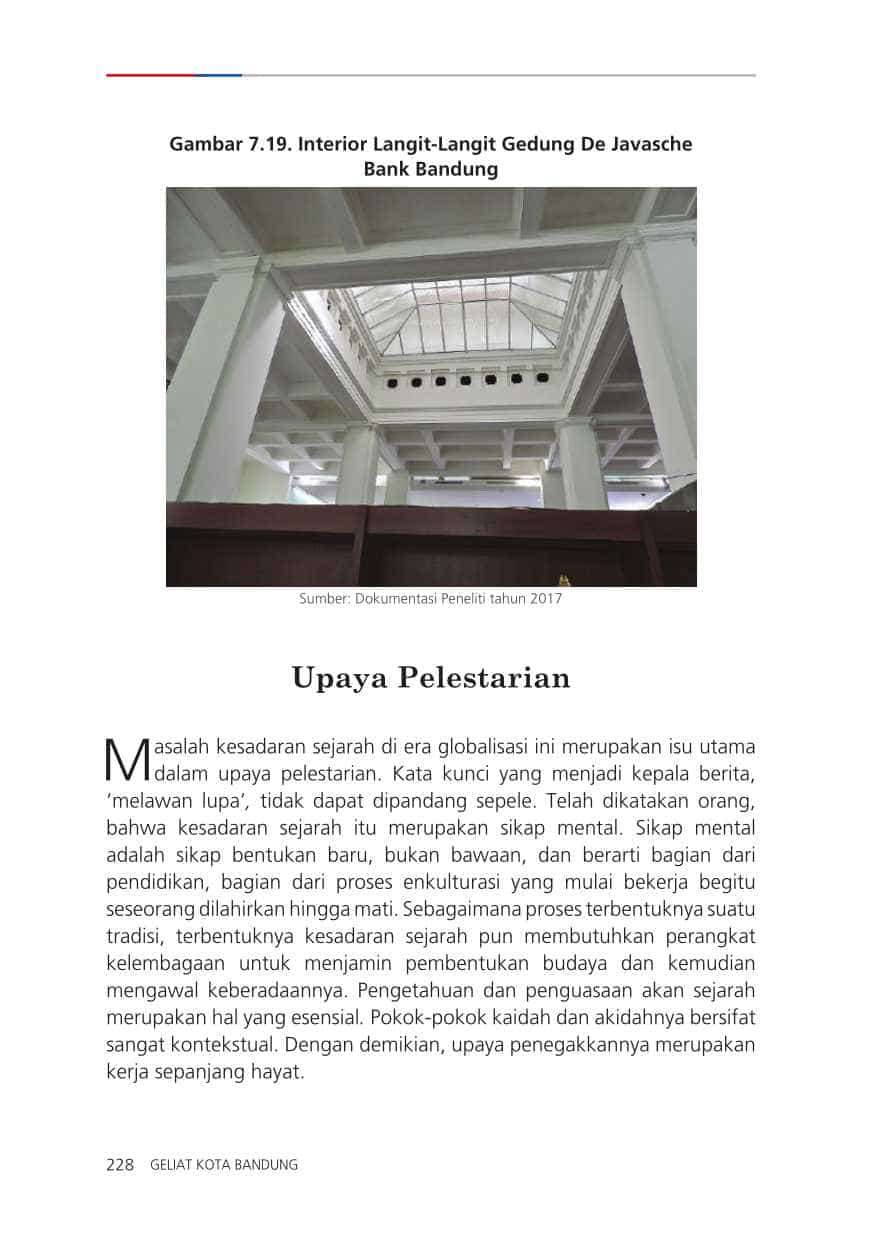 Gambar 7.19. Interior Langit-Langit Gedung De Javasche
Bank Bandung
Sumber: Dokumentasi Peneliti tahun 2017
Upaya Pelestarian
Masalah kesadaran sejarah di era globalisasi ini merupakan isu utama
dalam upaya pelestarian. Kata kunci yang menjadi kepala berita,
‘melawan lupa’, tidak dapat dipandang sepele. Telah dikatakan orang,
bahwa kesadaran sejarah itu merupakan sikap mental. Sikap mental
adalah sikap bentukan baru, bukan bawaan, dan berarti bagian dari
pendidikan, bagian dari proses enkulturasi yang mulai bekerja begitu
seseorang dilahirkan hingga mati. Sebagaimana proses terbentuknya suatu
tradisi, terbentuknya kesadaran sejarah pun membutuhkan perangkat
kelembagaan untuk menjamin pembentukan budaya dan kemudian
mengawal keberadaannya. Pengetahuan dan penguasaan akan sejarah
merupakan hal yang esensial. Pokok-pokok kaidah dan akidahnya bersifat
sangat kontekstual. Dengan demikian, upaya penegakkannya merupakan
kerja sepanjang hayat.
228 GELIAT KOTA BANDUNG